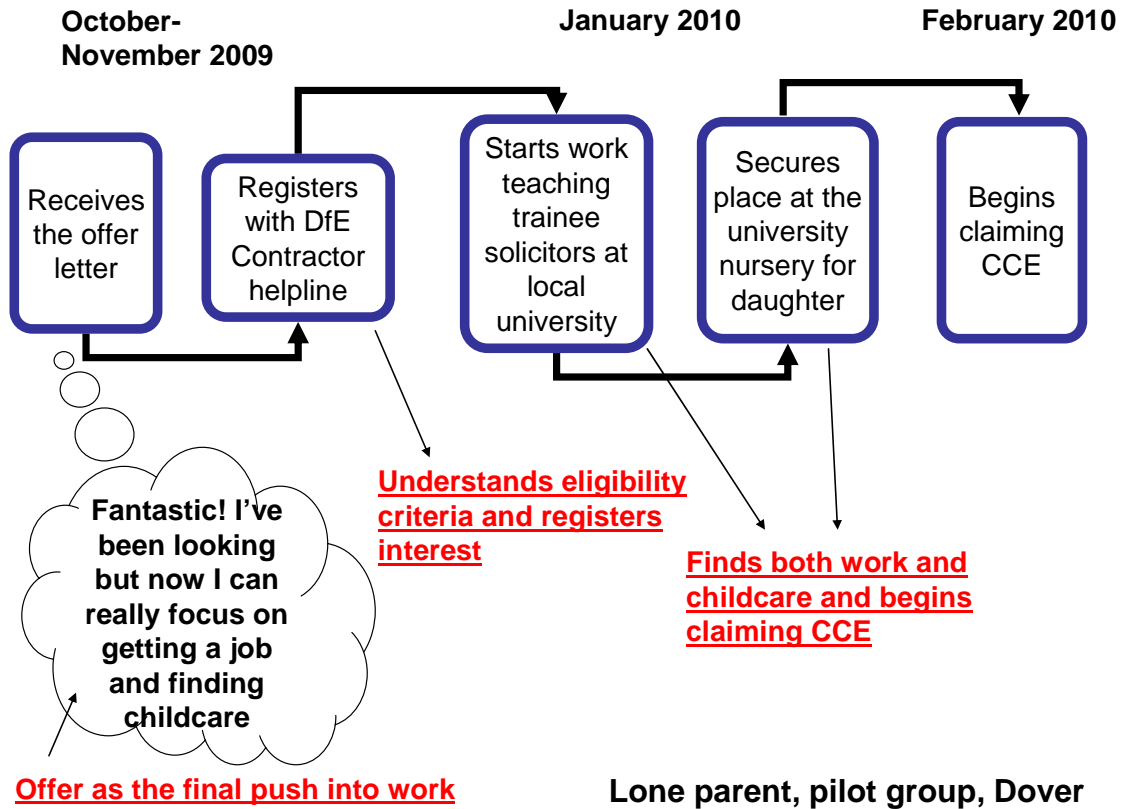 October-
November 2009
January 2010
February 2010
Receives
the offer
letter
Registers
with DfE
Contractor
helpline
Starts work
teaching
trainee
solicitors at
local
university
Secures
place at the
university
nursery for
daughter
Begins
claiming
CCE
Fantastic! I've
been looking
but now I can
really focus on
getting a job
and finding
childcare
Understands eligibility
criteria and registers
interest
Finds both work and
childcare and begins
claiming CCE
Offer as the final push into work
Lone parent, pilot group, Dover